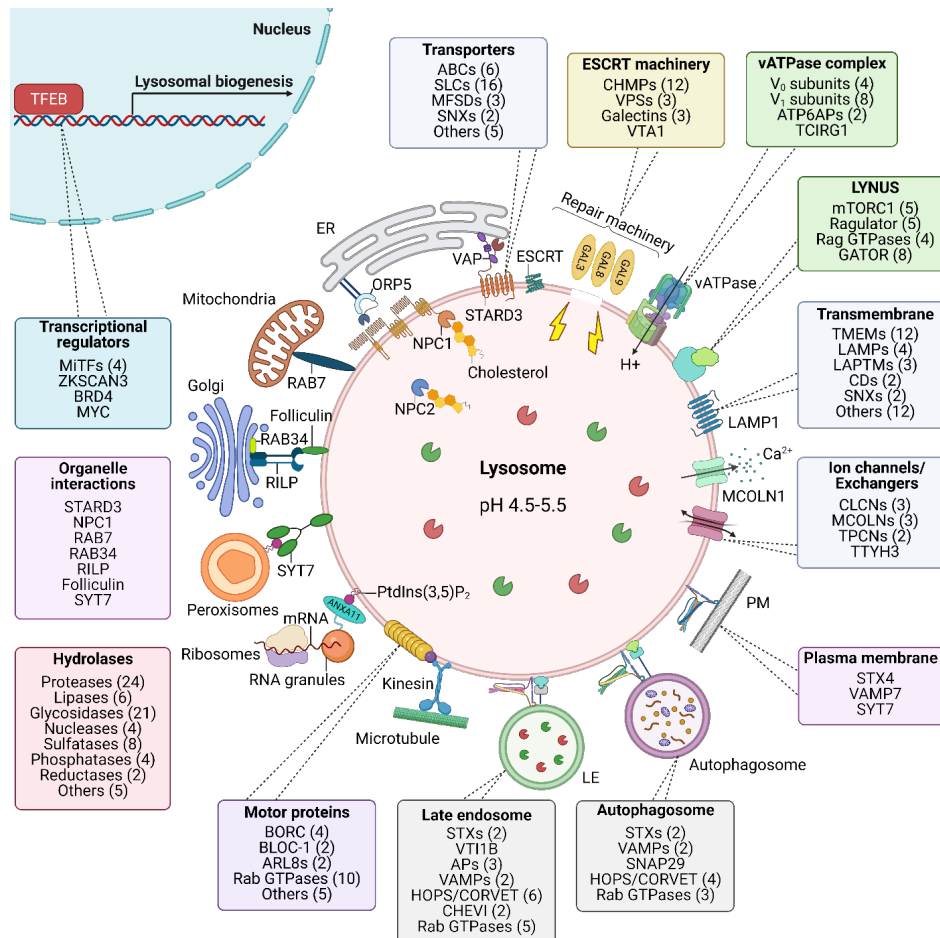 Nucleus
Lysosomal biogenesis
TFEB
Transporters
ABCs (6)
SLCs (16)
MFSDs (3)
SNXs (2)
Others (5)
ESCRT machinery
CHMPs (12)
VPSs (3)
Galectins (3)
VTA1
vATPase complex
V₀ subunits (4)
V₁ subunits (8)
ATP6APs (2)
TCIRG1
LYNUS
mTORC1 (5)
Ragulator (5)
Rag GTPases (4)
GATOR (8)
Transcriptional
regulators
MiTFs (4)
ZKSCAN3
BRD4
MYC
Organelle
interactions
STARD3
NPC1
RAB7
RAB34
RILP
Folliculin
SYT7
Hydrolases
Proteases (24)
Lipases (6)
Glycosidases (21)
Nucleases (4)
Sulfatases (8)
Phosphatases (4)
Reductases (2)
Others (5)
ER
VAP
ESCRT
Repair machinery
GAL3
GAL8
GAL9
vATPase
H+
ORP5
STARD3
Mitochondria
NPC1
Cholesterol
RAB7
NPC2
Golgi
Folliculin
RAB34
RILP
Lysosome
pH 4.5-5.5
LAMP1
Ca²⁺
MCOLN1
SYT7
Peroxisomes
PtdIns(3,5)P₂
ANXA11
mRNA
Ribosomes
RNA granules
Kinesin
Microtubule
LE
Autophagosome
PM
Transmembrane
TMEMs (12)
LAMPs (4)
LAPTMs (3)
CDs (2)
SNXs (2)
Others (12)
Ion channels/
Exchangers
CLCNs (3)
MCOLNs (3)
TPCNs (2)
TTYH3
Plasma membrane
STX4
VAMP7
SYT7
Motor proteins
BORC (4)
BLOC-1 (2)
ARL8s (2)
Rab GTPases (10)
Others (5)
Late endosome
STXs (2)
VTI1B
APs (3)
VAMPs (2)
HOPS/CORVET (6)
CHEVI (2)
Rab GTPases (5)
Autophagosome
STXs (2)
VAMPs (2)
SNAP29
HOPS/CORVET (4)
Rab GTPases (3)